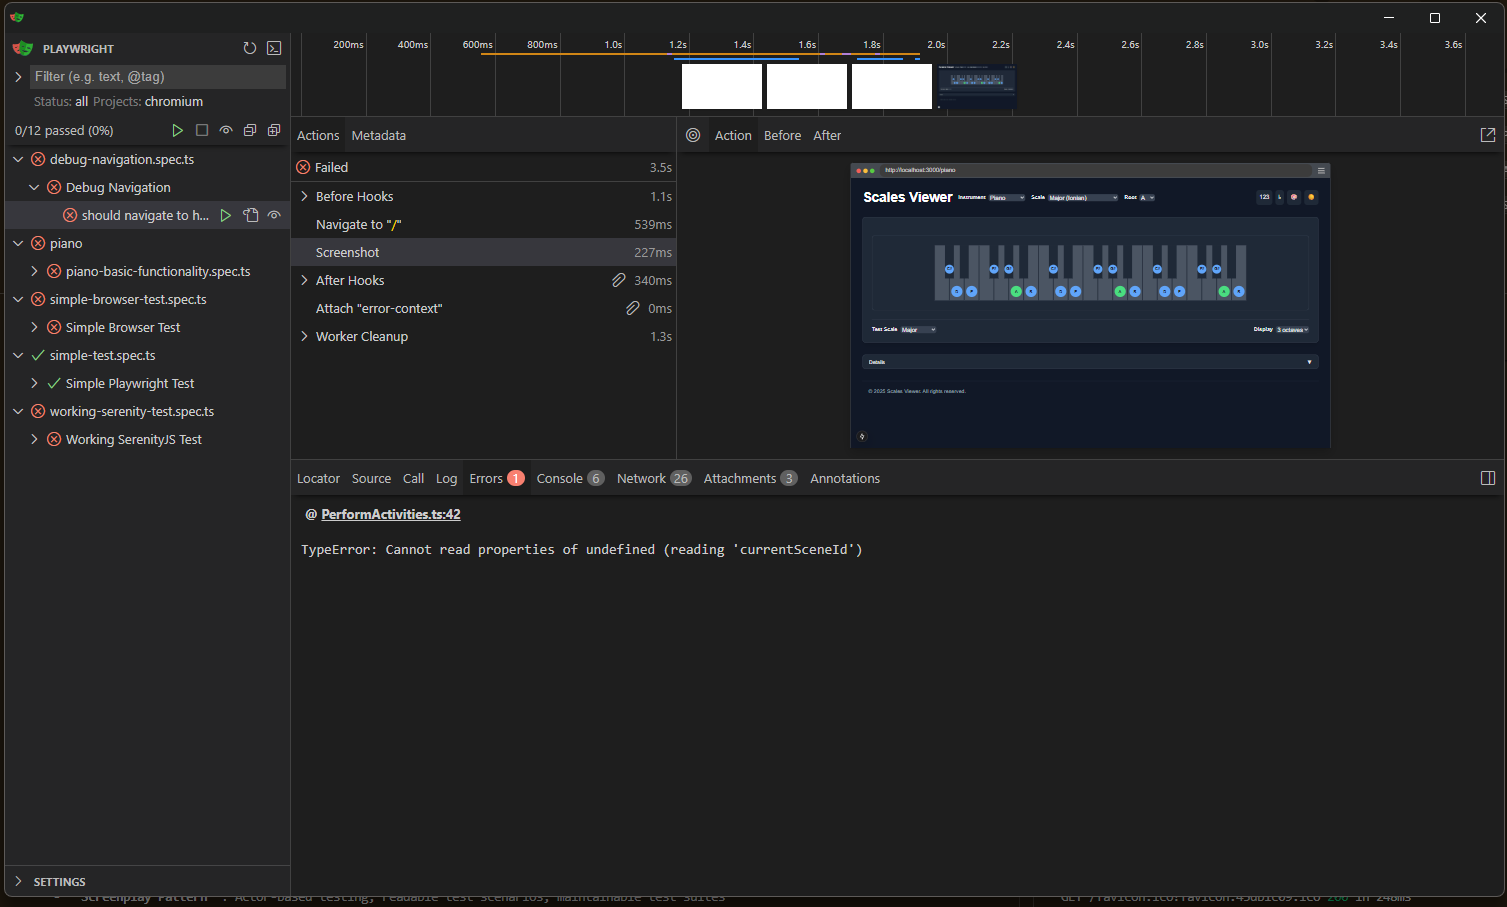 PLAYWRIGHT
Filter (e.g. text, @tag)
Status: all Projects: chromium
0/12 passed (0%)
debug-navigation.spec.ts
Debug Navigation
should navigate to h...
piano
piano-basic-functionality.spec.ts
simple-browser-test.spec.ts
Simple Browser Test
simple-test.spec.ts
Simple Playwright Test
working-serenity-test.spec.ts
Working SerenityJS Test
SETTINGS
200ms 400ms 600ms 800ms 1.0s 1.2s 1.4s 1.6s 1.8s 2.0s 2.2s 2.4s 2.6s 2.8s 3.0s 3.2s 3.4s 3.6s
Actions Metadata
Failed 3.5s
Before Hooks 1.1s
Navigate to "/" 539ms
Screenshot 227ms
After Hooks 340ms
Attach "error-context" 0ms
Worker Cleanup 1.3s
Action Before After
http://localhost:3000/piano
Scales Viewer Instrument Piano Scale Major (Ionian) Root A 123
Test Scale Major Display 3 octaves
Details
© 2025 Scales Viewer. All rights reserved.
Locator Source Call Log Errors 1 Console 6 Network 26 Attachments 3 Annotations
@ PerformActivities.ts:42
TypeError: Cannot read properties of undefined (reading 'currentSceneId')